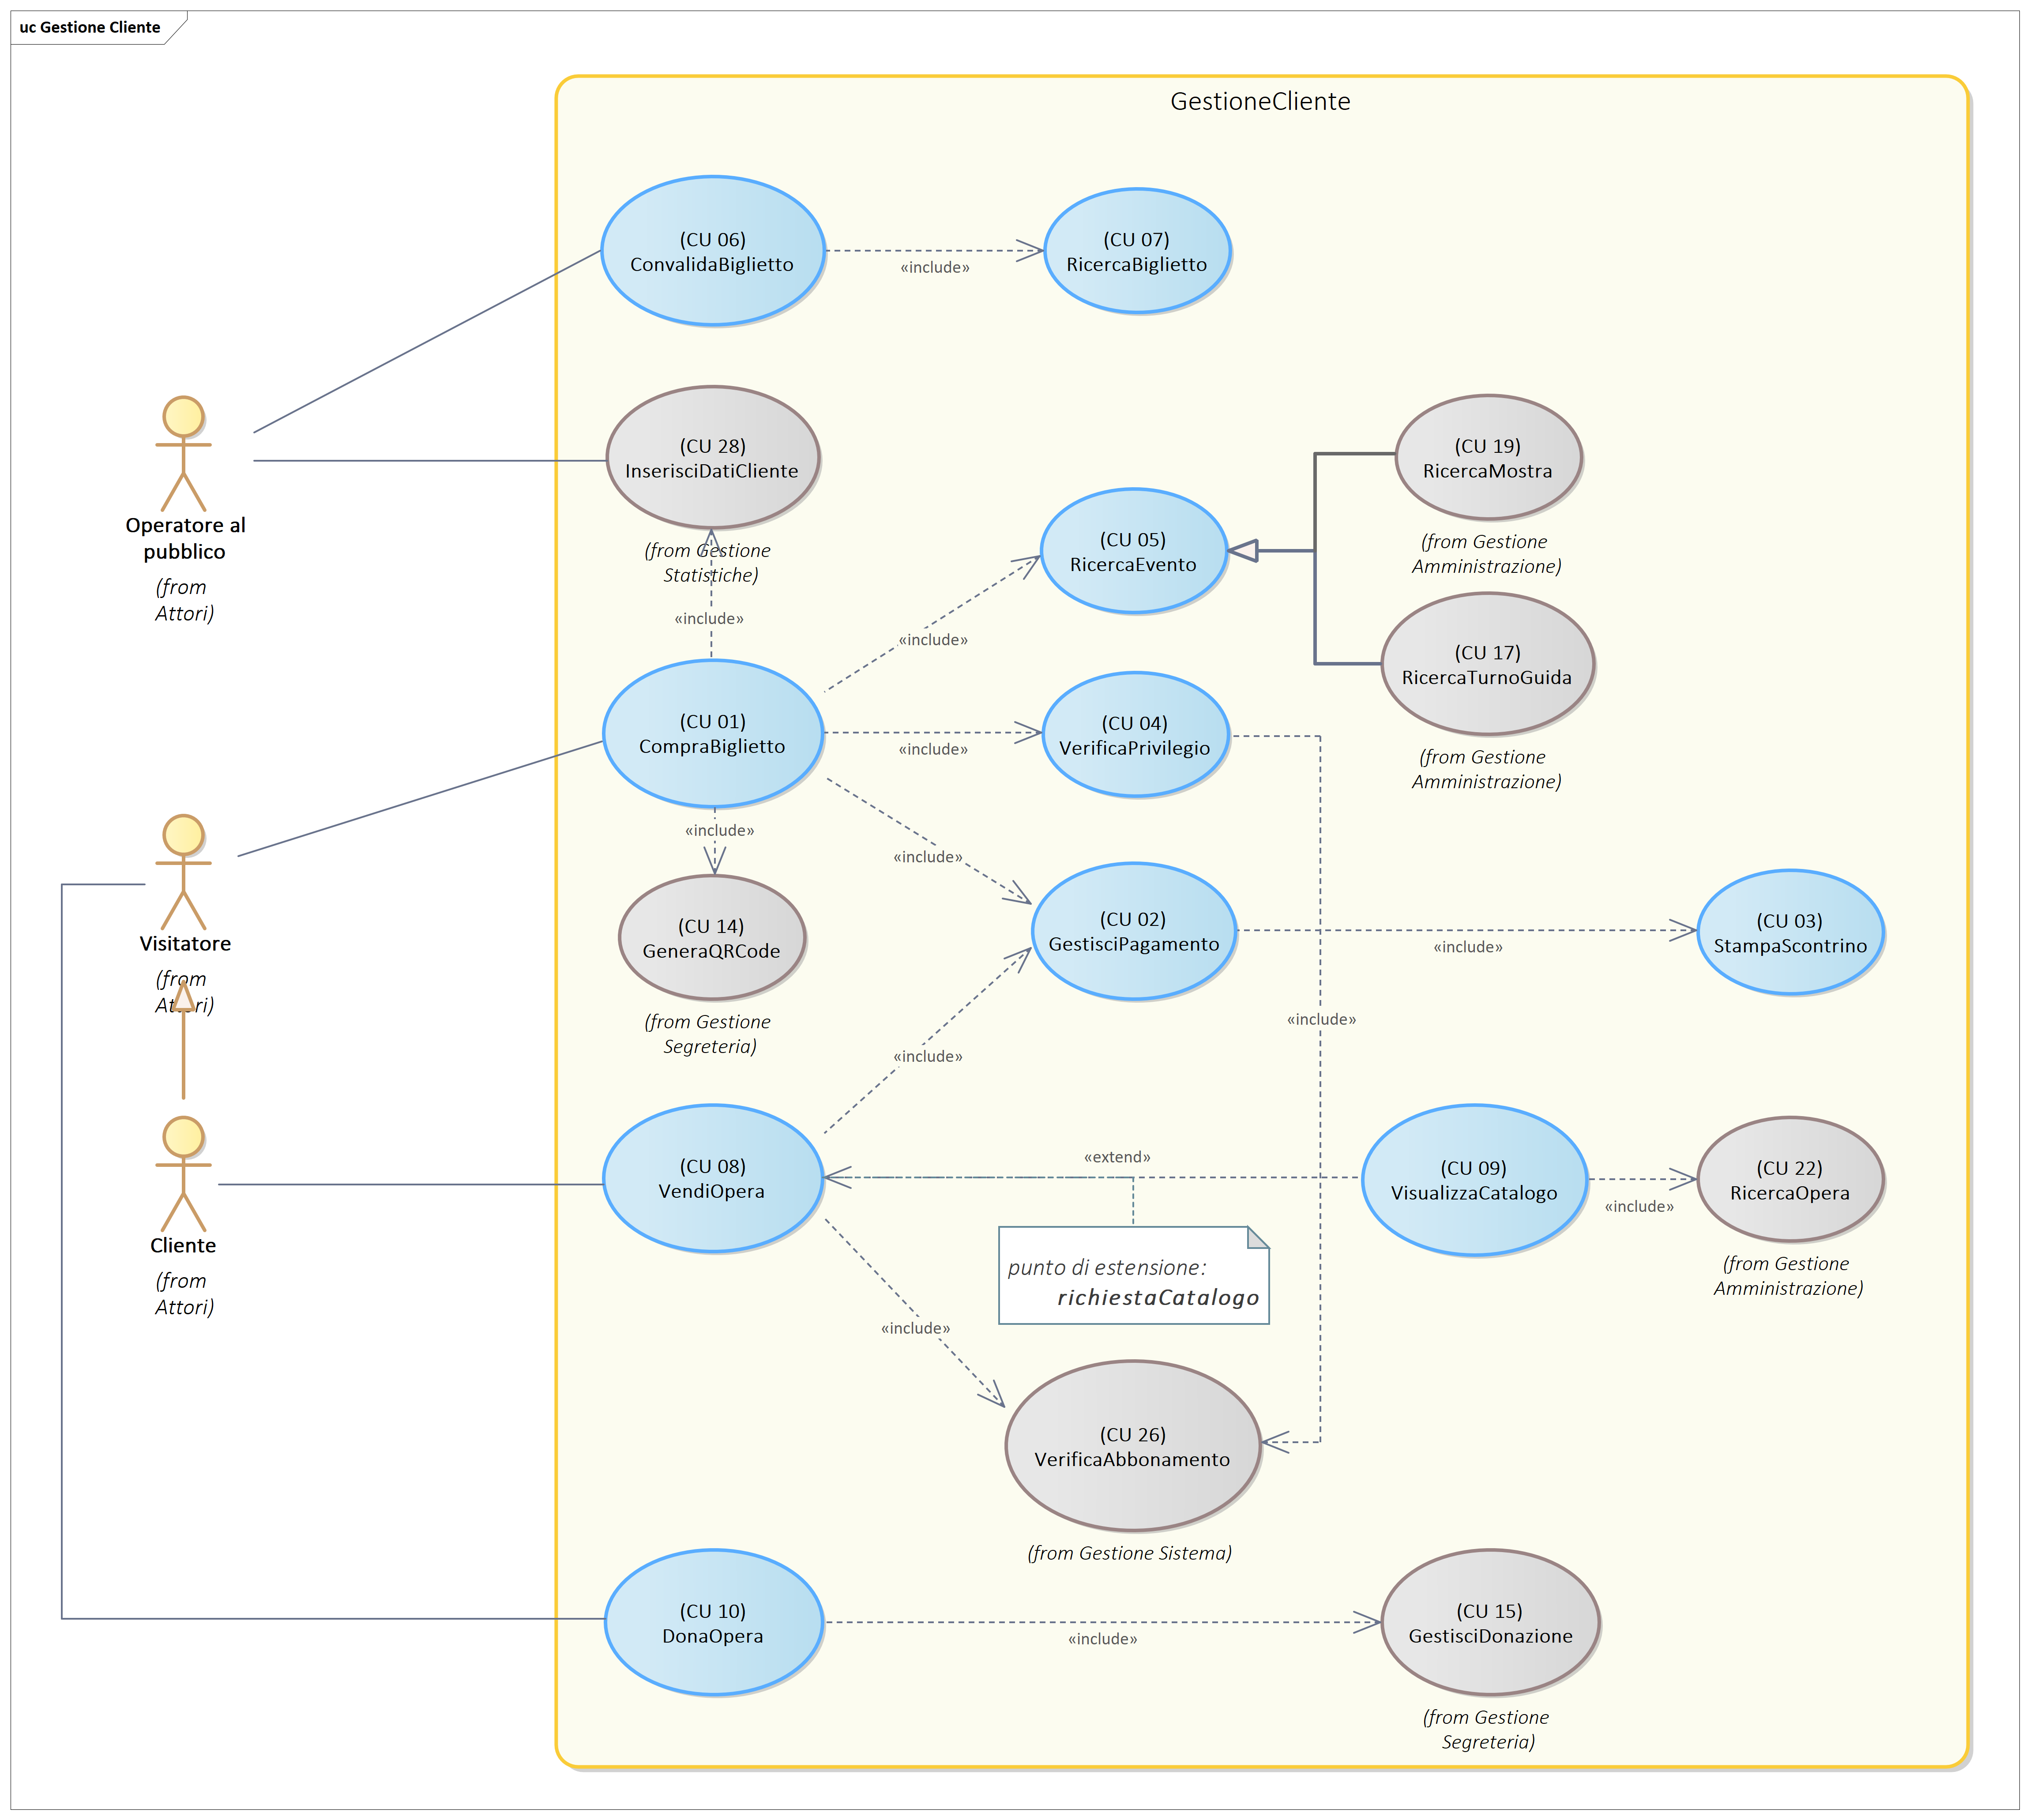 uc Gestione Cliente
GestioneCliente
(CU 06)
ConvalidaBiglietto
«include»
(CU 07)
RicercaBiglietto
Operatore al
pubblico
(from
Attori)
(CU 28)
InserisciDatiCliente
(from Gestione
Statistiche)
«include»
(CU 19)
RicercaMostra
(from Gestione
Amministrazione)
(CU 05)
RicercaEvento
«include»
(CU 17)
RicercaTurnoGuida
(from Gestione
Amministrazione)
(CU 01)
CompraBiglietto
«include»
(CU 04)
VerificaPrivilegio
«include»
«include»
Visitatore
(from
Attori)
(CU 14)
GeneraQRCode
(from Gestione
Segreteria)
(CU 02)
GestisciPagamento
«include»
(CU 03)
StampaScontrino
«include»
«include»
Cliente
(from
Attori)
(CU 08)
VendiOpera
«extend»
(CU 09)
VisualizzaCatalogo
«include»
(CU 22)
RicercaOpera
(from Gestione
Amministrazione)
punto di estensione:
richiestaCatalogo
«include»
(CU 26)
VerificaAbbonamento
(from Gestione Sistema)
(CU 10)
DonaOpera
«include»
(CU 15)
GestisciDonazione
(from Gestione
Segreteria)